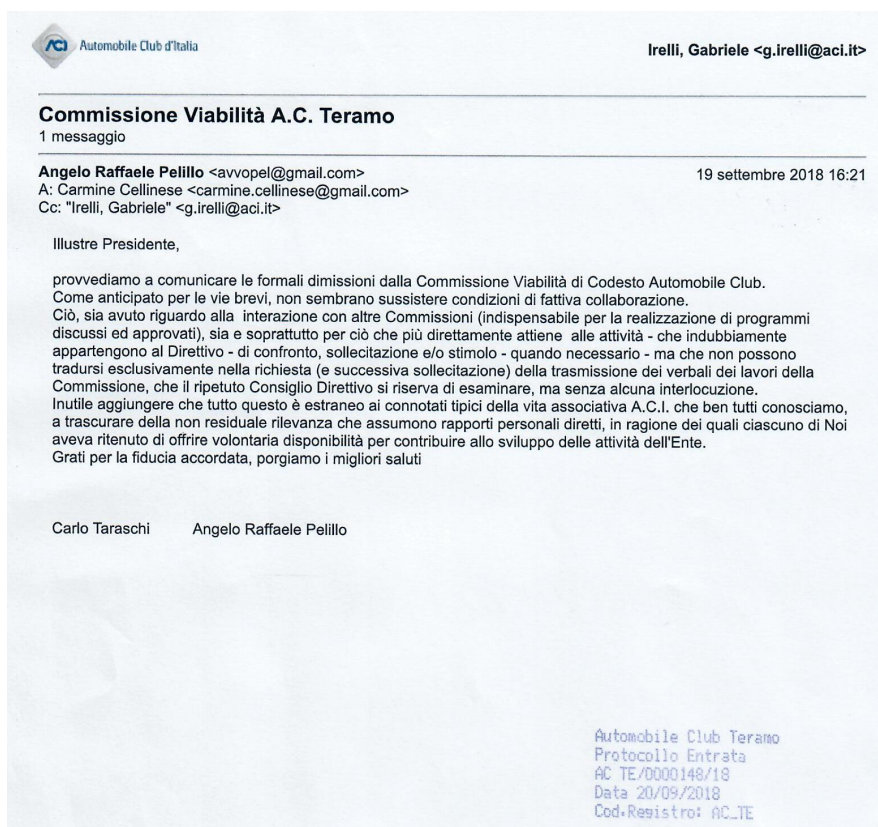 ACI Automobile Club d'Italia
Irelli, Gabriele <g.irelli@aci.it>
Commissione Viabilità A.C. Teramo
1 messaggio
Angelo Raffaele Pelillo <avvopel@gmail.com>
19 settembre 2018 16:21
A: Carmine Cellinese <carmine.cellinese@gmail.com>
Cc: "Irelli, Gabriele" <g.irelli@aci.it>
Illustre Presidente,
provvediamo a comunicare le formali dimissioni dalla Commissione Viabilità di Codesto Automobile Club.
Come anticipato per le vie brevi, non sembrano sussistere condizioni di fattiva collaborazione.
Ciò, sia avuto riguardo alla interazione con altre Commissioni (indispensabile per la realizzazione di programmi
discussi ed approvati), sia e soprattutto per ciò che più direttamente attiene alle attività - che indubbiamente
appartengono al Direttivo - di confronto, sollecitazione e/o stimolo - quando necessario - ma che non possono
tradursi esclusivamente nella richiesta (e successiva sollecitazione) della trasmissione dei verbali dei lavori della
Commissione, che il ripetuto Consiglio Direttivo si riserva di esaminare, ma senza alcuna interlocuzione.
Inutile aggiungere che tutto questo è estraneo ai connotati tipici della vita associativa A.C.I. che ben tutti conosciamo,
a trascurare della non residuale rilevanza che assumono rapporti personali diretti, in ragione dei quali ciascuno di Noi
aveva ritenuto di offrire volontaria disponibilità per contribuire allo sviluppo delle attività dell'Ente.
Grati per la fiducia accordata, porgiamo i migliori saluti
Carlo Taraschi Angelo Raffaele Pelillo
Automobile Club Teramo
Protocollo Entrata
AC TE/0000148/18
Data 20/09/2018
Cod.Registro: AC_TE